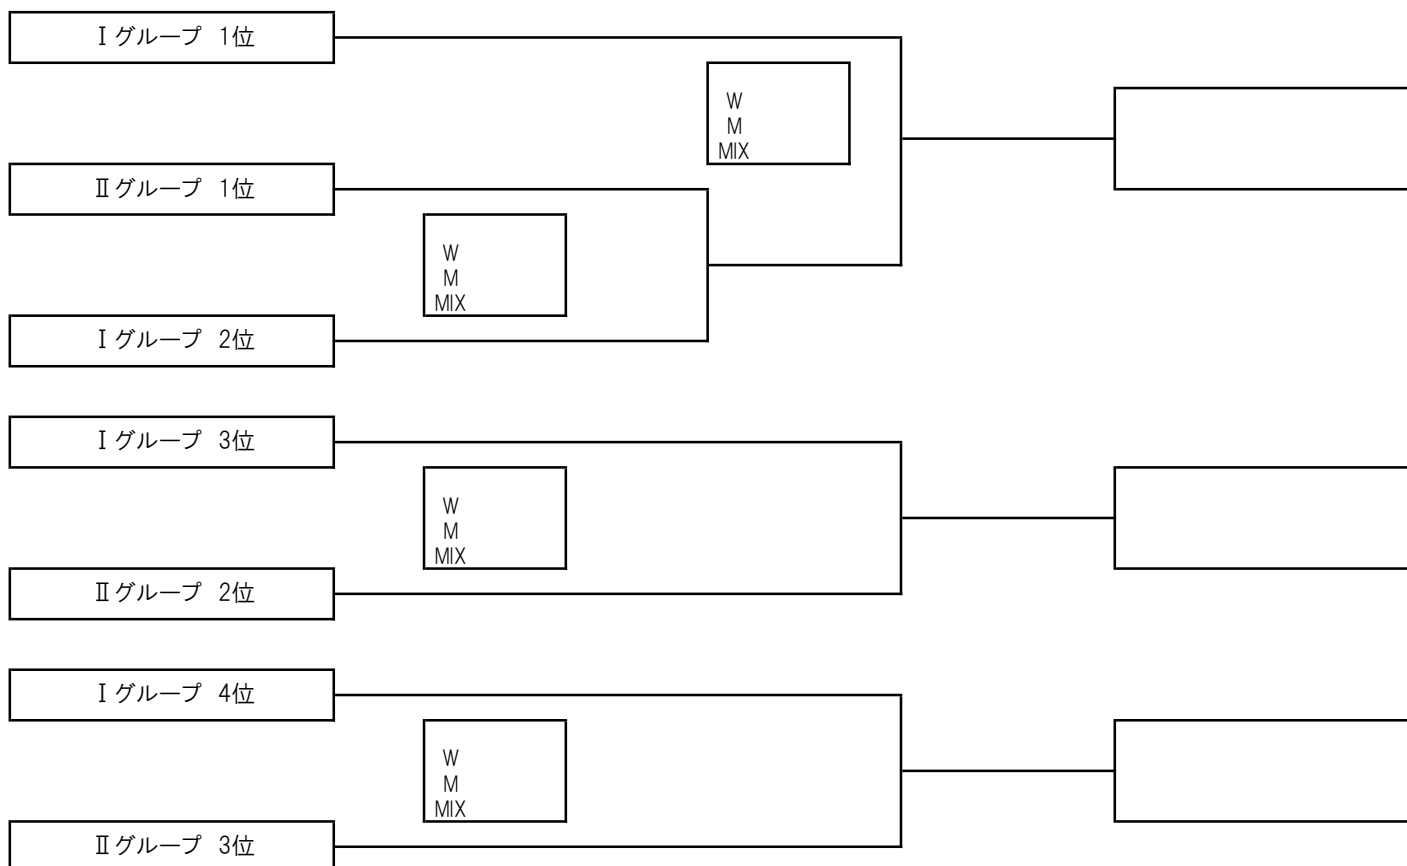 Ⅰグループ 1位
W
M
MIX
Ⅱグループ 1位
W
M
MIX
Ⅰグループ 2位
Ⅰグループ 3位
W
M
MIX
Ⅱグループ 2位
Ⅰグループ 4位
W
M
MIX
Ⅱグループ 3位